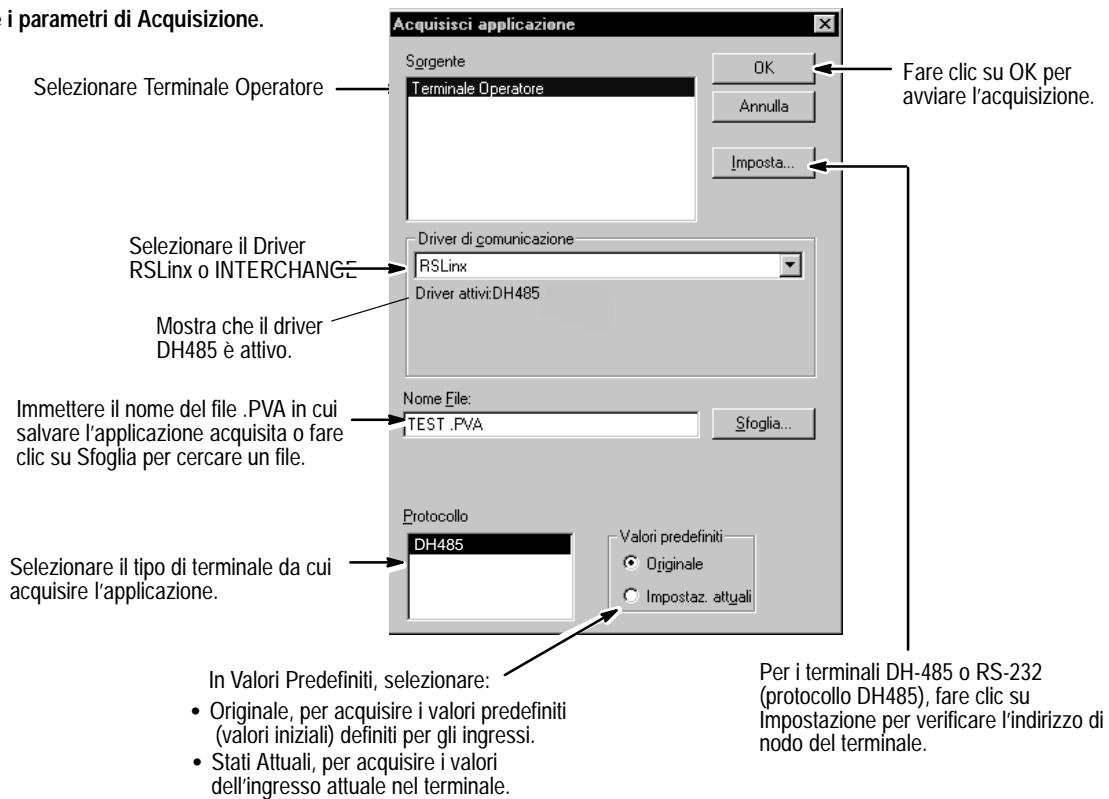 e i parametri di Acquisizione.
Acquisisci applicazione
Sorgente
Terminale Operatore
OK
Annulla
Imposta...
Selezionare Terminale Operatore
Fare clic su OK per
avviare l'acquisizione.
Driver di comunicazione
RSLinx
Driver attivi:DH485
Selezionare il Driver
RSLinx o INTERCHANGE
Mostra che il driver
DH485 è attivo.
Nome File:
TEST .PVA
Sfoglia...
Immettere il nome del file .PVA in cui
salvare l'applicazione acquisita o fare
clic su Sfoglia per cercare un file.
Protocollo
DH485
Valori predefiniti
Originale
Impostaz. attuali
Selezionare il tipo di terminale da cui
acquisire l'applicazione.
In Valori Predefiniti, selezionare:
• Originale, per acquisire i valori predefiniti
(valori iniziali) definiti per gli ingressi.
• Stati Attuali, per acquisire i valori
dell'ingresso attuale nel terminale.
Per i terminali DH-485 o RS-232
(protocollo DH485), fare clic su
Impostazione per verificare l'indirizzo di
nodo del terminale.